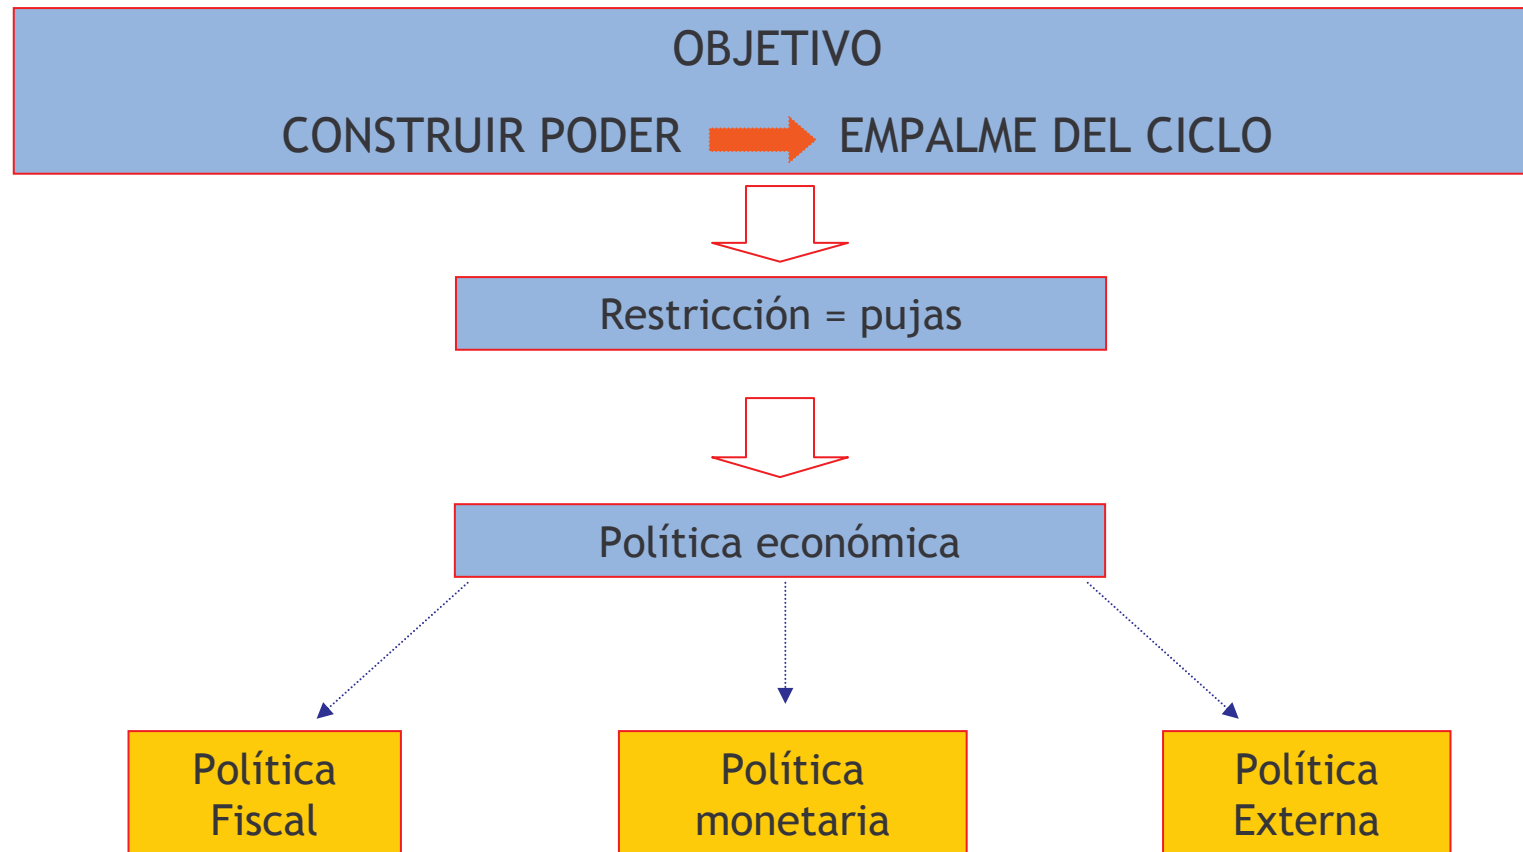 OBJETIVO
CONSTRUIR PODER EMPALME DEL CICLO
Restricción = pujas
Política económica
Política
Fiscal
Política
monetaria
Política
Externa